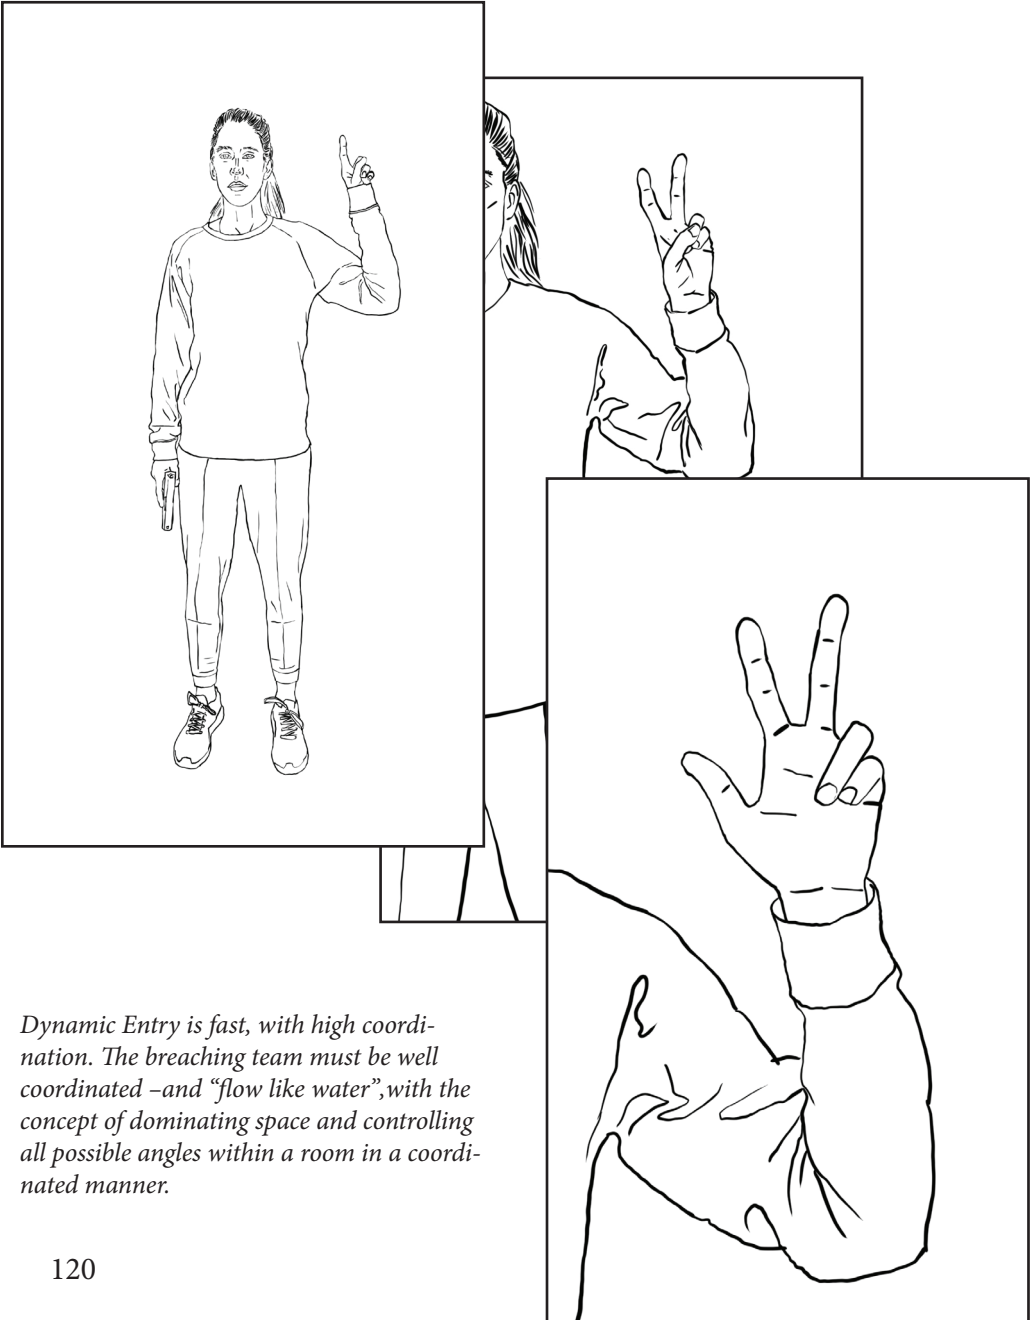 Dynamic Entry is fast, with high coordi-
nation. The breaching team must be well
coordinated –and “flow like water”,with the
concept of dominating space and controlling
all possible angles within a room in a coordi-
nated manner.
120